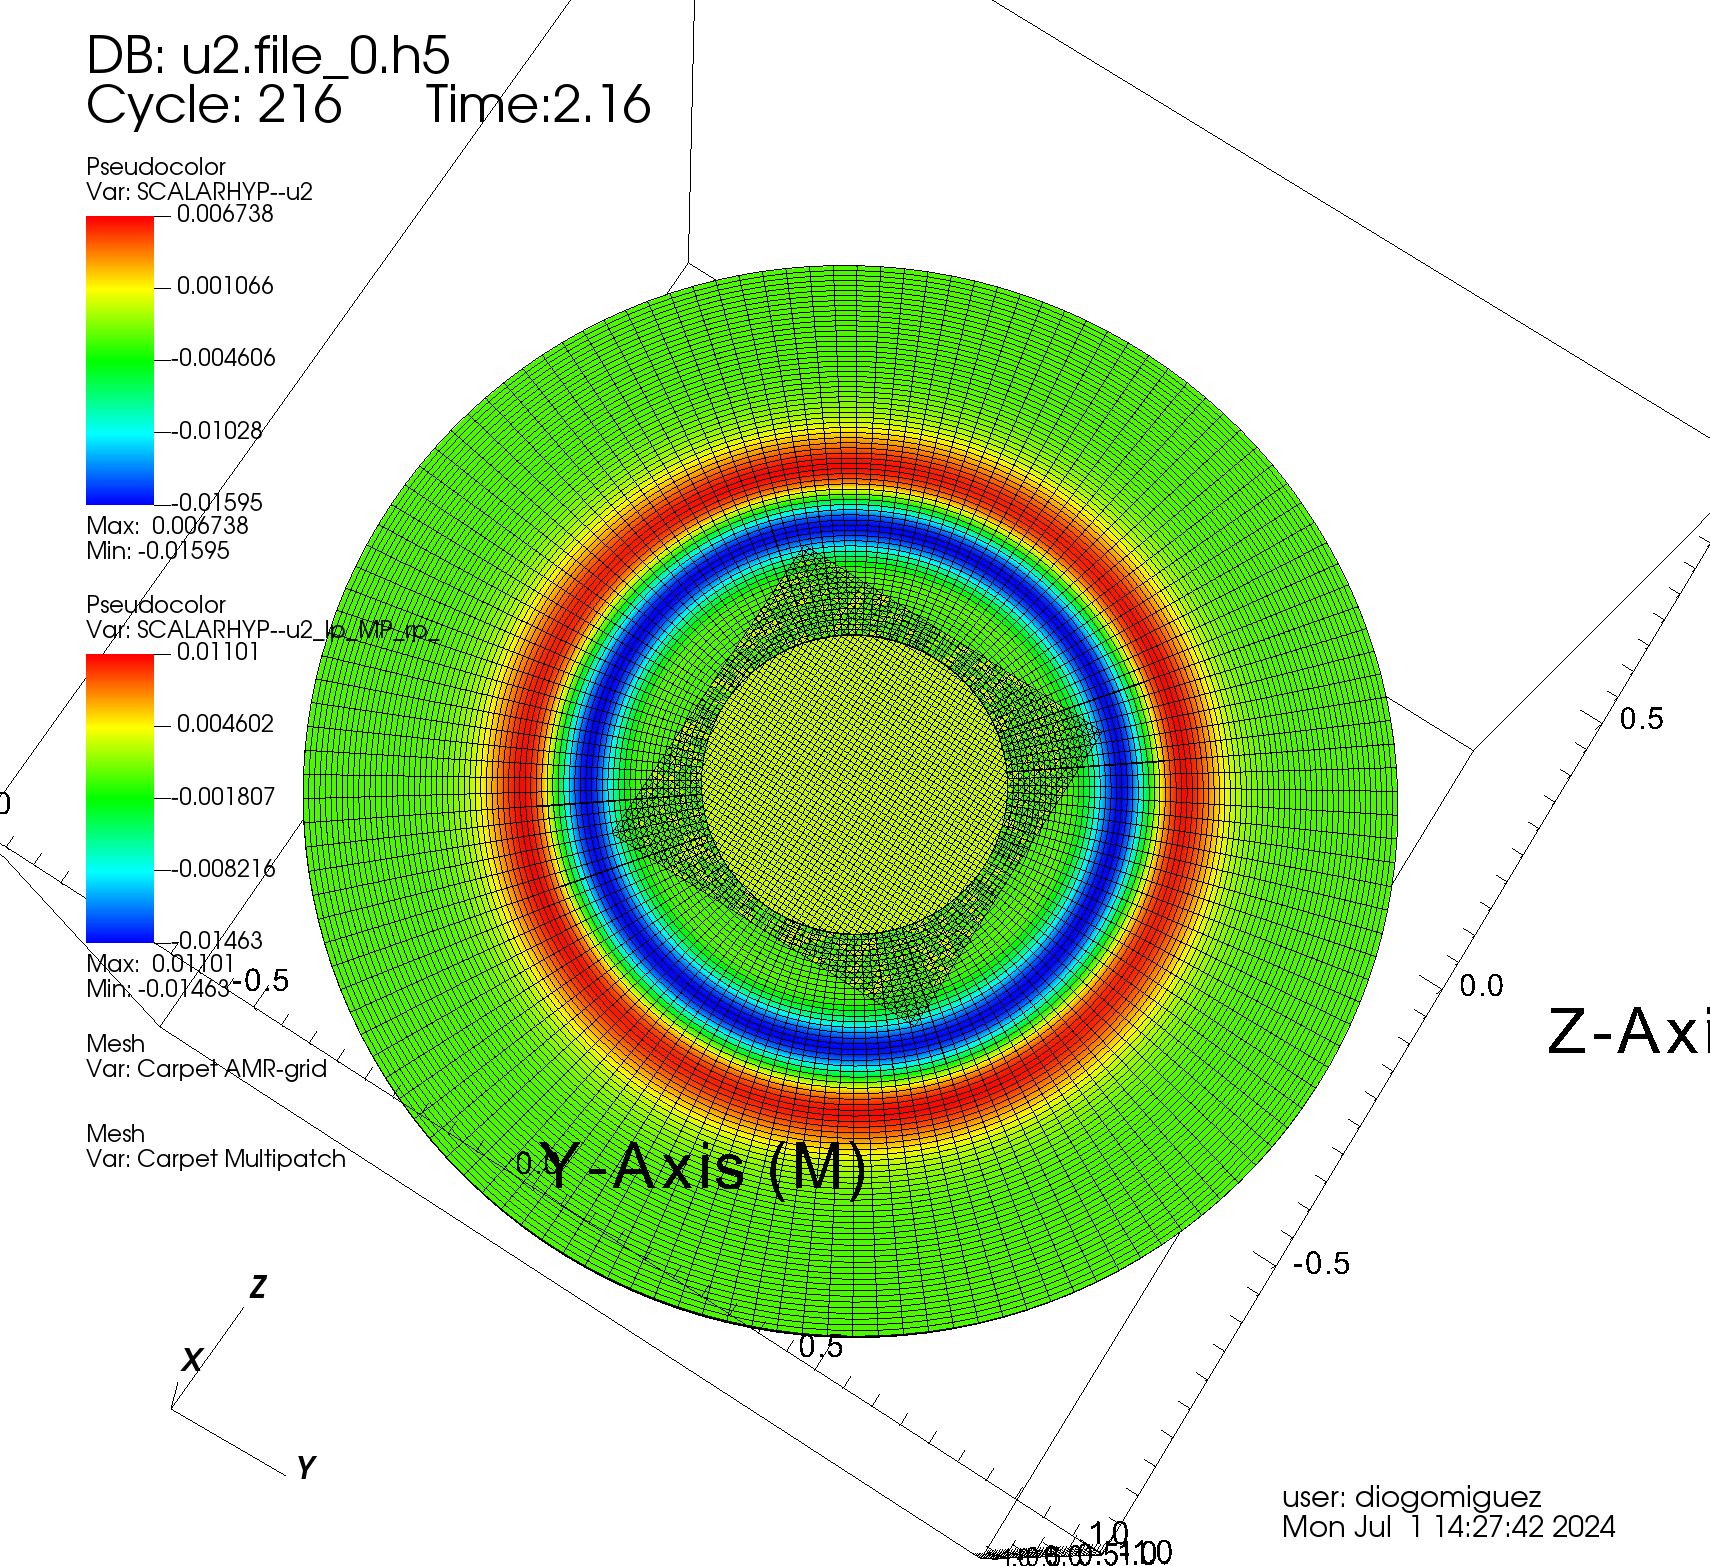 DB: u2.file_0.h5
Cycle: 216 Time:2.16
Pseudocolor
Var: SCALARHYP--u2
0.006738
0.001066
-0.004606
-0.01028
-0.01595
Max: 0.006738
Min: -0.01595
Pseudocolor
Var: SCALARHYP--u2_lp_MP_rp_
0.01101
0.004602
-0.001807
-0.008216
-0.01463
Max: 0.01101
Min: -0.01463
Mesh
Var: Carpet AMR-grid
Mesh
Var: Carpet Multipatch
0
-0.5
0.0
Y-Axis (M)
0.5
1.0
0.5
0.0
Z-Axi
-0.5
Z
X
Y
user: diogomiguez
Mon Jul 1 14:27:42 2024